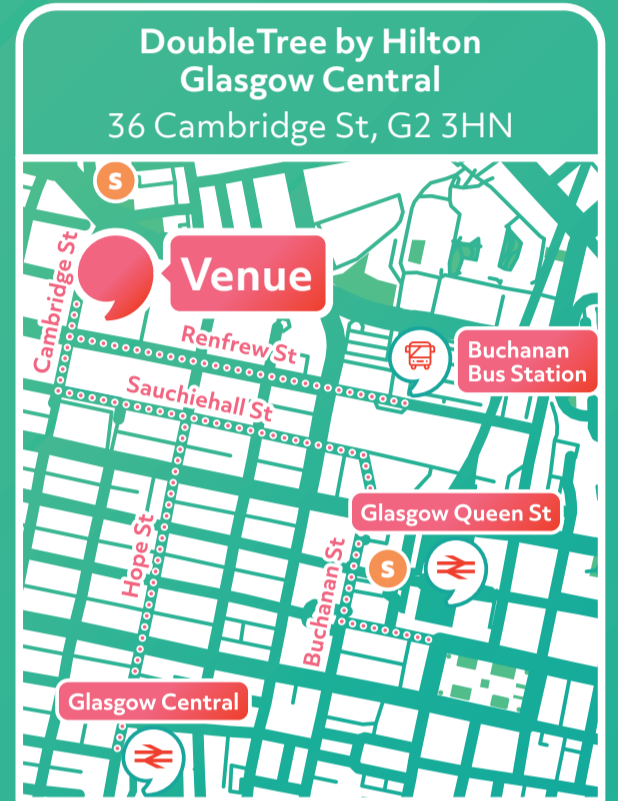 DoubleTree by Hilton
Glasgow Central
36 Cambridge St, G2 3HN
S
Cambridge St
Venue
Renfrew St
Buchanan
Bus Station
Sauchiehall St
Glasgow Queen St
Hope St
Buchanan St
S
Glasgow Central